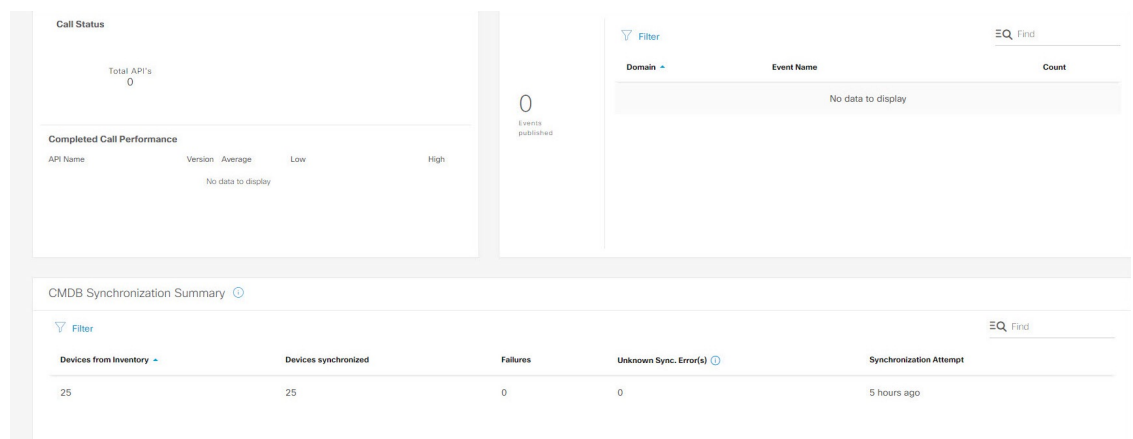 Call Status
Total API's
0
Completed Call Performance
API Name Version Average Low High
No data to display
0
Events
published
Filter Find
Domain Event Name Count
No data to display
CMDB Synchronization Summary
Filter Find
Devices from Inventory Devices synchronized Failures Unknown Sync. Error(s) Synchronization Attempt
25 25 0 0 5 hours ago